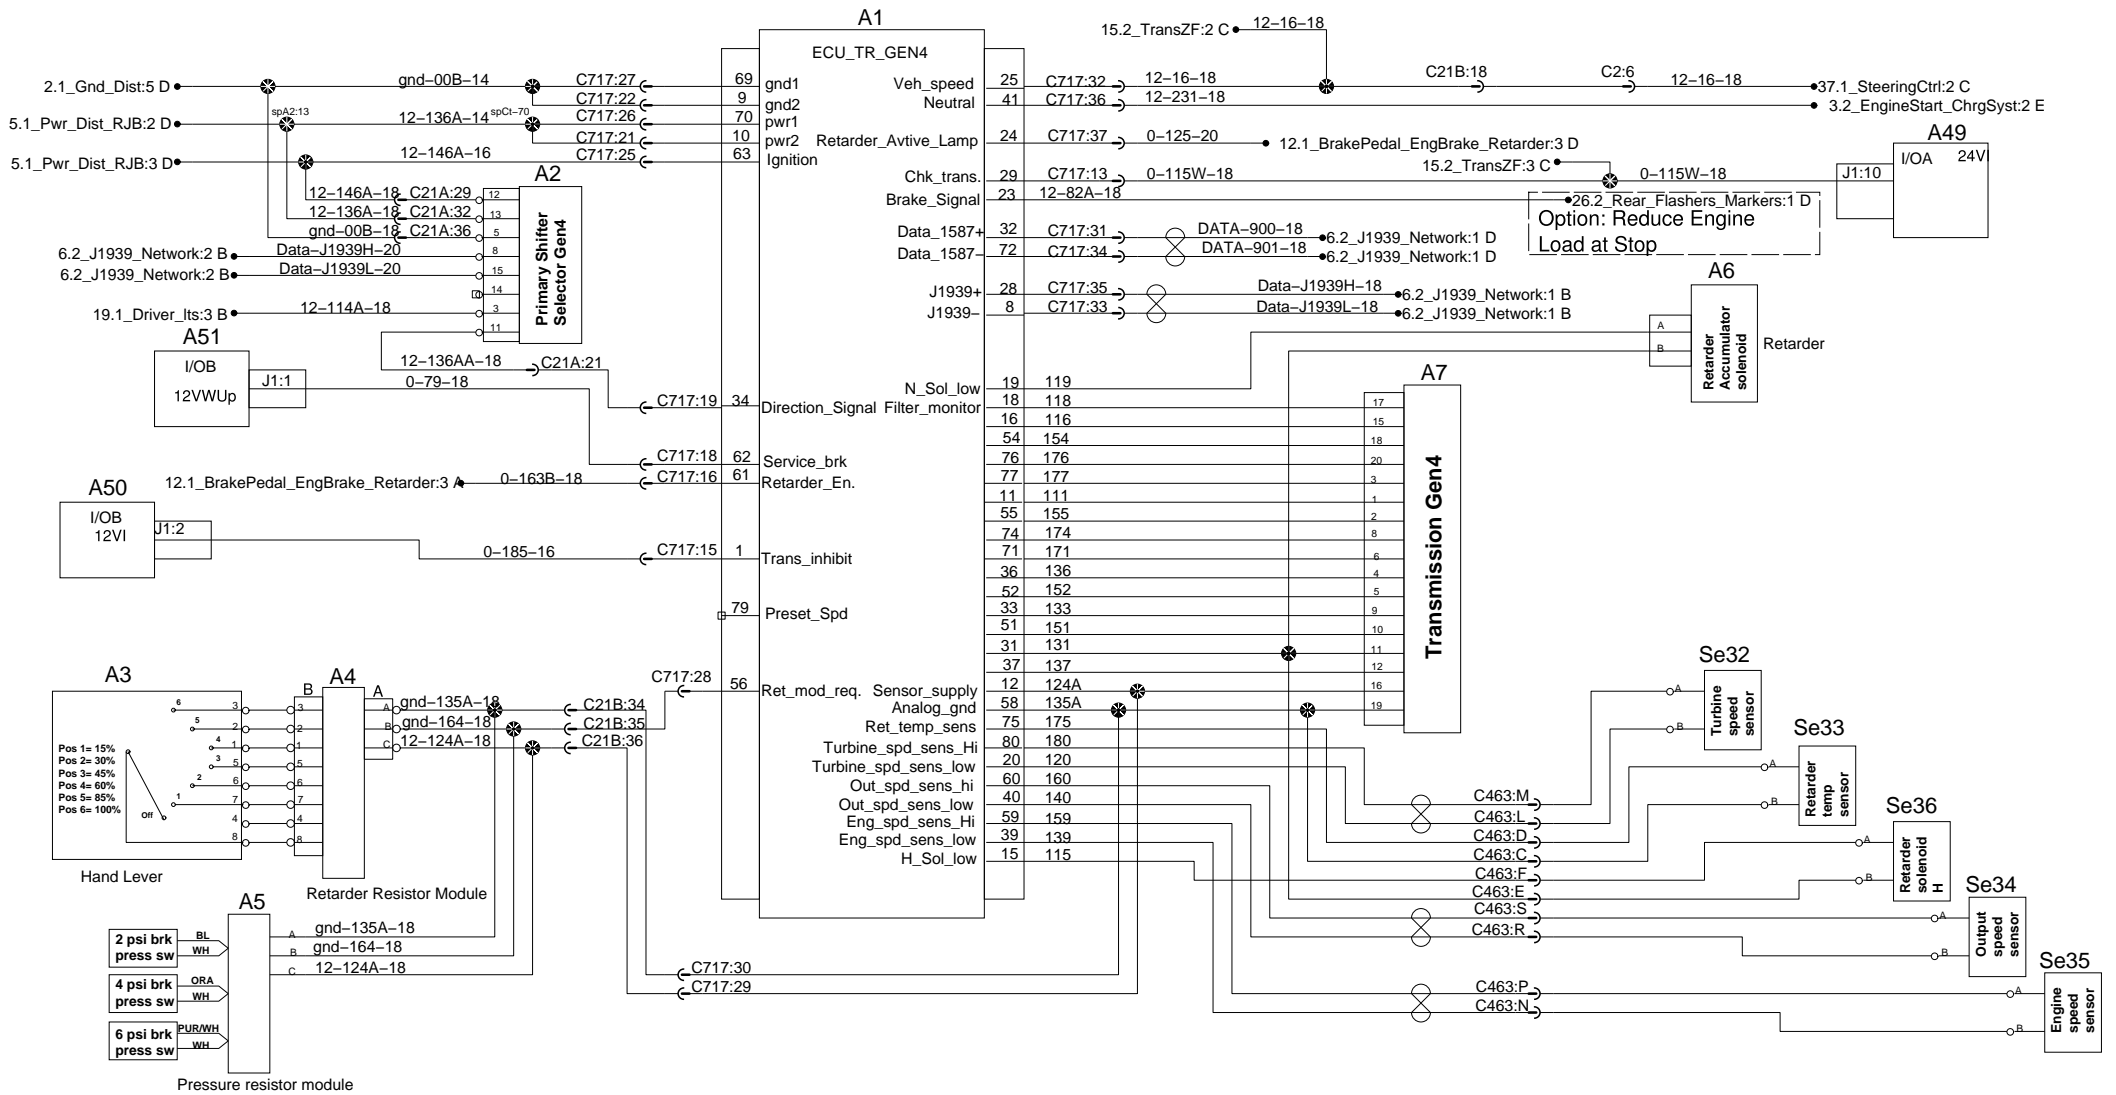 A1
ECU_TR_GEN4
2.1_Gnd_Dist:5 D
gnd–00B–14
C717:27
69
gnd1
C717:22
9
gnd2
5.1_Pwr_Dist_RJB:2 D
spA2:13
12–136A–14
spCt–70
C717:26
70
pwr1
C717:21
10
pwr2
5.1_Pwr_Dist_RJB:3 D
12–146A–16
C717:25
63
Ignition
A2
Primary Shifter
Selector Gen4
12–146A–18
C21A:29
12
12–136A–18
C21A:32
13
gnd–00B–18
C21A:36
5
6.2_J1939_Network:2 B
Data–J1939H–20
8
6.2_J1939_Network:2 B
Data–J1939L–20
15
14
19.1_Driver_lts:3 B
12–114A–18
3
11
12–136AA–18
C21A:21
A51
I/OB
12VWUp
J1:1
0–79–18
C717:19
34
Direction_Signal
C717:18
62
Service_brk
12.1_BrakePedal_EngBrake_Retarder:3 A
0–163B–18
C717:16
61
Retarder_En.
A50
I/OB
12VI
J1:2
0–185–16
C717:15
1
Trans_inhibit
79
Preset_Spd
C717:28
56
Ret_mod_req.
A3
Pos 1= 15%
Pos 2= 30%
Pos 3= 45%
Pos 4= 60%
Pos 5= 85%
Pos 6= 100%
6
5
4
3
2
1
Off
3
2
1
5
6
7
4
8
Hand Lever
A4
B
3
2
1
5
6
7
4
8
A
A
B
C
Retarder Resistor Module
gnd–135A–18
C21B:34
gnd–164–18
C21B:35
12–124A–18
C21B:36
A5
2 psi brk
press sw
BL
WH
4 psi brk
press sw
ORA
WH
6 psi brk
press sw
PUR/WH
WH
A
gnd–135A–18
B
gnd–164–18
C
12–124A–18
Pressure resistor module
C717:30
C717:29
15.2_TransZF:2 C
12–16–18
Veh_speed
25
C717:32
12–16–18
C21B:18
C2:6
12–16–18
37.1_SteeringCtrl:2 C
Neutral
41
C717:36
12–231–18
3.2_EngineStart_ChrgSyst:2 E
Retarder_Avtive_Lamp
24
C717:37
0–125–20
12.1_BrakePedal_EngBrake_Retarder:3 D
15.2_TransZF:3 C
Chk_trans.
29
C717:13
0–115W–18
0–115W–18
J1:10
A49
I/OA
24VI
Brake_Signal
23
12–82A–18
26.2_Rear_Flashers_Markers:1 D
Option: Reduce Engine
Load at Stop
Data_1587+
32
C717:31
DATA–900–18
6.2_J1939_Network:1 D
Data_1587–
72
C717:34
DATA–901–18
6.2_J1939_Network:1 D
J1939+
28
C717:35
Data–J1939H–18
6.2_J1939_Network:1 B
J1939–
8
C717:33
Data–J1939L–18
6.2_J1939_Network:1 B
A6
A
B
Retarder
Accumulator
solenoid
Retarder
A7
Transmission Gen4
N_Sol_low
19
119
Filter_monitor
18
118
17
16
116
15
54
154
18
76
176
20
77
177
3
11
111
1
55
155
2
74
174
8
71
171
6
36
136
4
52
152
5
33
133
9
51
151
10
31
131
11
37
137
12
Sensor_supply
12
124A
16
Analog_gnd
58
135A
19
Ret_temp_sens
75
175
Turbine_spd_sens_Hi
80
180
Turbine_spd_sens_low
20
120
Out_spd_sens_hi
60
160
Out_spd_sens_low
40
140
Eng_spd_sens_Hi
59
159
Eng_spd_sens_low
39
139
H_Sol_low
15
115
C463:M
C463:L
C463:D
C463:C
C463:F
C463:E
C463:S
C463:R
C463:P
C463:N
Se32
A
B
Turbine
speed
sensor
Se33
A
B
Retarder
temp
sensor
Se36
A
B
Retarder
solenoid
H
Se34
A
B
Output
speed
sensor
Se35
A
B
Engine
speed
sensor